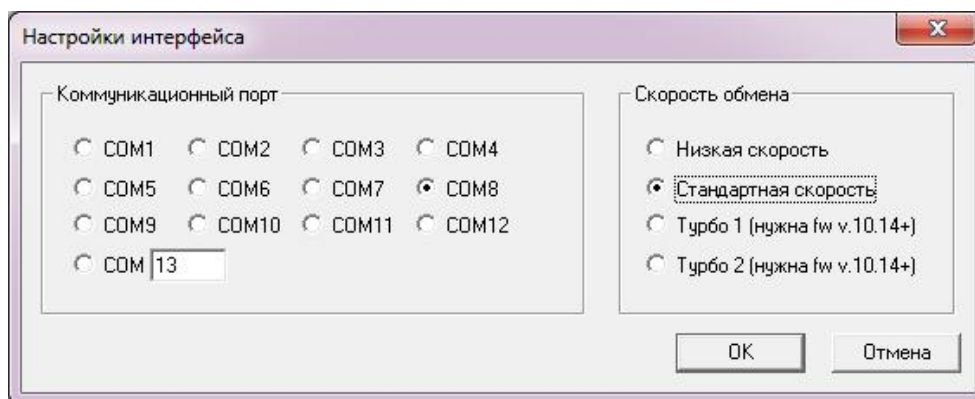 Настройки интерфейса
Коммуникационный порт
COM1 COM2 COM3 COM4
COM5 COM6 COM7 COM8
COM9 COM10 COM11 COM12
COM 13
Скорость обмена
Низкая скорость
Стандартная скорость
Турбо 1 (нужна fw v.10.14+)
Турбо 2 (нужна fw v.10.14+)
OK Отмена